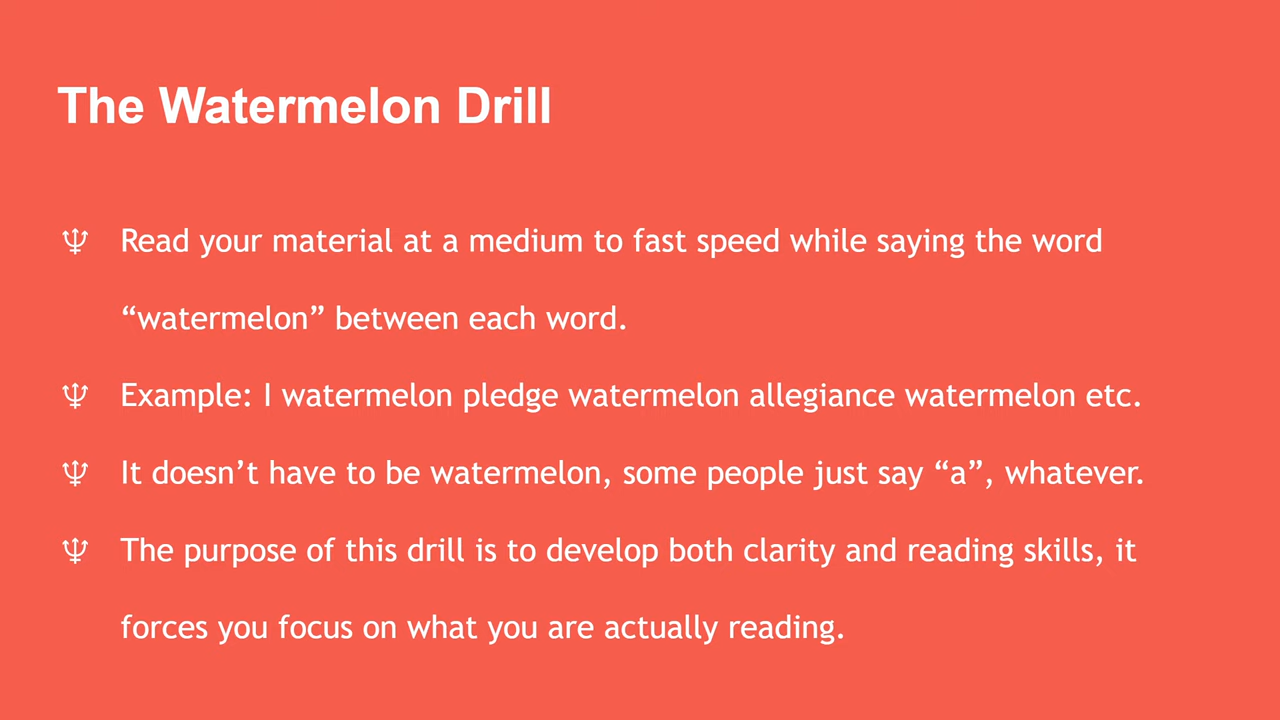 The Watermelon Drill
♆ Read your material at a medium to fast speed while saying the word
“watermelon” between each word.
♆ Example: I watermelon pledge watermelon allegiance watermelon etc.
♆ It doesn’t have to be watermelon, some people just say “a”, whatever.
♆ The purpose of this drill is to develop both clarity and reading skills, it
forces you focus on what you are actually reading.